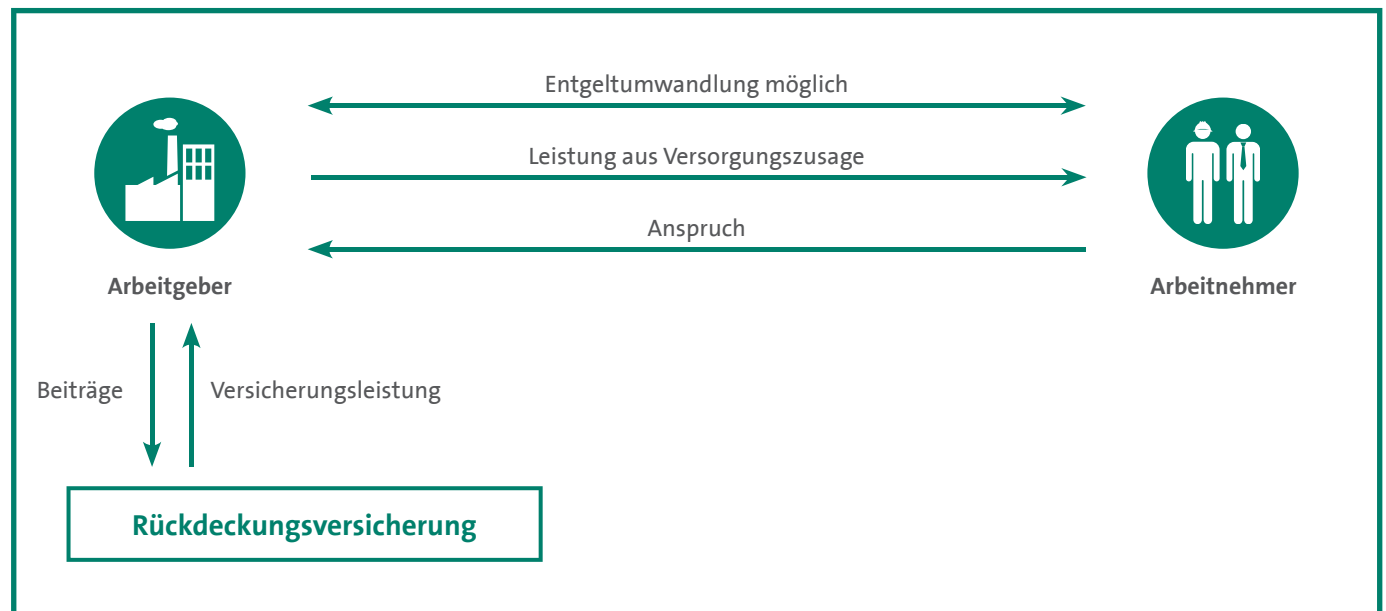 Entgeltumwandlung möglich
Leistung aus Versorgungszusage
Anspruch
Arbeitgeber
Arbeitnehmer
Beiträge
Versicherungsleistung
Rückdeckungsversicherung